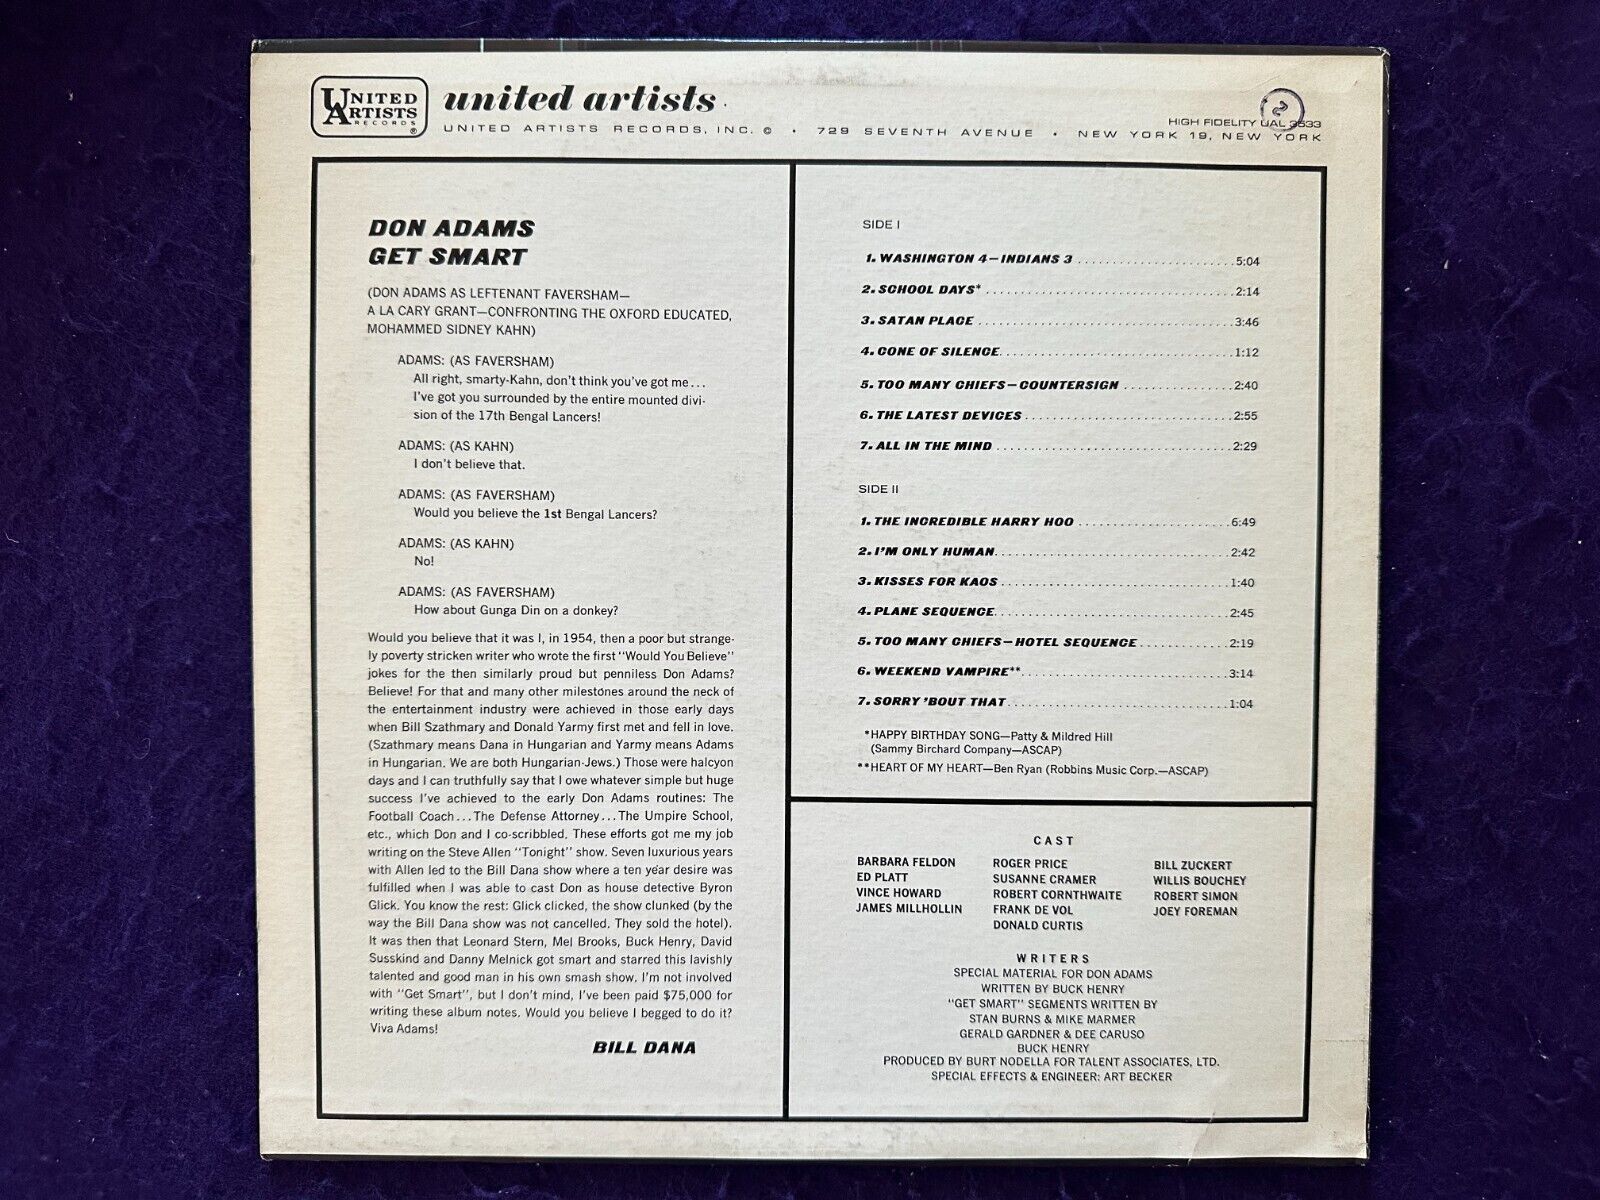 UNITED
ARTISTS
RECORDS
®
united artists
UNITED ARTISTS RECORDS, INC. © • 729 SEVENTH AVENUE • NEW YORK 19, NEW YORK
HIGH FIDELITY UAL 3533
2
DON ADAMS
GET SMART
(DON ADAMS AS LEFTENANT FAVERSHAM—
A LA CARY GRANT—CONFRONTING THE OXFORD EDUCATED,
MOHAMMED SIDNEY KAHN)
ADAMS: (AS FAVERSHAM)
All right, smarty-Kahn, don't think you've got me...
I've got you surrounded by the entire mounted divi-
sion of the 17th Bengal Lancers!
ADAMS: (AS KAHN)
I don't believe that.
ADAMS: (AS FAVERSHAM)
Would you believe the 1st Bengal Lancers?
ADAMS: (AS KAHN)
No!
ADAMS: (AS FAVERSHAM)
How about Gunga Din on a donkey?
Would you believe that it was I, in 1954, then a poor but strange-
ly poverty stricken writer who wrote the first "Would You Believe"
jokes for the then similarly proud but penniless Don Adams?
Believe! For that and many other milestones around the neck of
the entertainment industry were achieved in those early days
when Bill Szathmary and Donald Yarmy first met and fell in love.
(Szathmary means Dana in Hungarian and Yarmy means Adams
in Hungarian. We are both Hungarian-Jews.) Those were halcyon
days and I can truthfully say that I owe whatever simple but huge
success I've achieved to the early Don Adams routines: The
Football Coach...The Defense Attorney...The Umpire School,
etc., which Don and I co-scribbled. These efforts got me my job
writing on the Steve Allen "Tonight" show. Seven luxurious years
with Allen led to the Bill Dana show where a ten year desire was
fulfilled when I was able to cast Don as house detective Byron
Glick. You know the rest: Glick clicked, the show clunked (by the
way the Bill Dana show was not cancelled. They sold the hotel).
It was then that Leonard Stern, Mel Brooks, Buck Henry, David
Susskind and Danny Melnick got smart and starred this lavishly
talented and good man in his own smash show. I'm not involved
with "Get Smart", but I don't mind, I've been paid $75,000 for
writing these album notes. Would you believe I begged to do it?
Viva Adams!
BILL DANA
SIDE I
1. WASHINGTON 4—INDIANS 3 5:04
2. SCHOOL DAYS* 2:14
3. SATAN PLACE 3:46
4. CONE OF SILENCE 1:12
5. TOO MANY CHIEFS—COUNTERSIGN 2:40
6. THE LATEST DEVICES 2:55
7. ALL IN THE MIND 2:29
SIDE II
1. THE INCREDIBLE HARRY HOO 6:49
2. I'M ONLY HUMAN 2:42
3. KISSES FOR KAOS 1:40
4. PLANE SEQUENCE 2:45
5. TOO MANY CHIEFS—HOTEL SEQUENCE 2:19
6. WEEKEND VAMPIRE** 3:14
7. SORRY 'BOUT THAT 1:04
*HAPPY BIRTHDAY SONG—Patty & Mildred Hill
(Sammy Birchard Company—ASCAP)
**HEART OF MY HEART—Ben Ryan (Robbins Music Corp.—ASCAP)
CAST
BARBARA FELDON
ED PLATT
VINCE HOWARD
JAMES MILLHOLLIN
ROGER PRICE
SUSANNE CRAMER
ROBERT CORNTHWAITE
FRANK DE VOL
DONALD CURTIS
BILL ZUCKERT
WILLIS BOUCHEY
ROBERT SIMON
JOEY FOREMAN
WRITERS
SPECIAL MATERIAL FOR DON ADAMS
WRITTEN BY BUCK HENRY
"GET SMART" SEGMENTS WRITTEN BY
STAN BURNS & MIKE MARMER
GERALD GARDNER & DEE CARUSO
BUCK HENRY
PRODUCED BY BURT NODELLA FOR TALENT ASSOCIATES, LTD.
SPECIAL EFFECTS & ENGINEER: ART BECKER